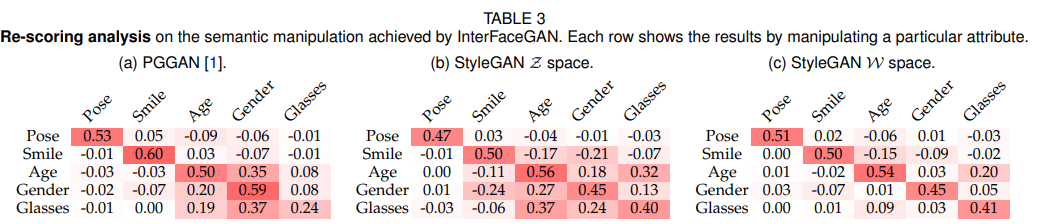 TABLE 3
Re-scoring analysis on the semantic manipulation achieved by InterFaceGAN. Each row shows the results by manipulating a particular attribute.
(a) PGGAN [1].
Pose Smile Age Gender Glasses
Pose 0.53 0.05 -0.09 -0.06 -0.01
Smile -0.01 0.60 0.03 -0.07 -0.01
Age -0.03 -0.03 0.50 0.35 0.08
Gender -0.02 -0.07 0.20 0.59 0.08
Glasses -0.01 0.00 0.19 0.37 0.24
(b) StyleGAN 𝒵 space.
Pose Smile Age Gender Glasses
Pose 0.47 0.03 -0.04 -0.01 -0.03
Smile -0.01 0.50 -0.17 -0.21 -0.07
Age 0.00 -0.11 0.56 0.18 0.32
Gender 0.01 -0.24 0.27 0.45 0.13
Glasses -0.03 -0.06 0.37 0.24 0.40
(c) StyleGAN 𝒲 space.
Pose Smile Age Gender Glasses
Pose 0.51 0.02 -0.06 0.01 -0.03
Smile 0.00 0.50 -0.15 -0.09 -0.02
Age 0.01 -0.02 0.54 0.03 0.20
Gender 0.03 -0.07 0.01 0.45 0.05
Glasses 0.00 0.01 0.09 0.03 0.41